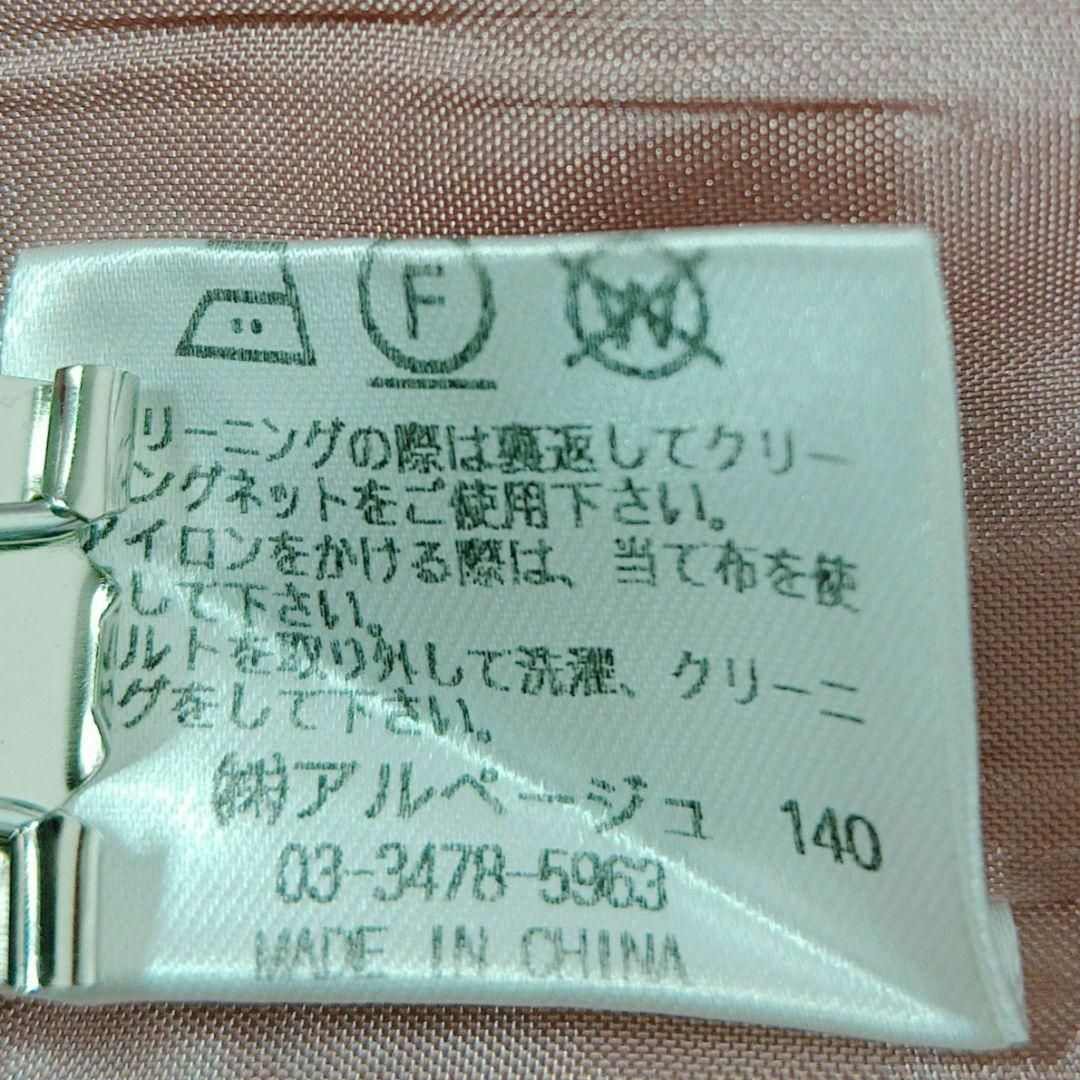 F W
リーニングの際は裏返してクリー
ングネットをご使用下さい。
アイロンをかける際は、当て布を使
して下さい。
ルトを取り外して洗濯、クリーニ
グをして下さい。
㈱アルページュ 140
03-3478-5963
MADE IN CHINA